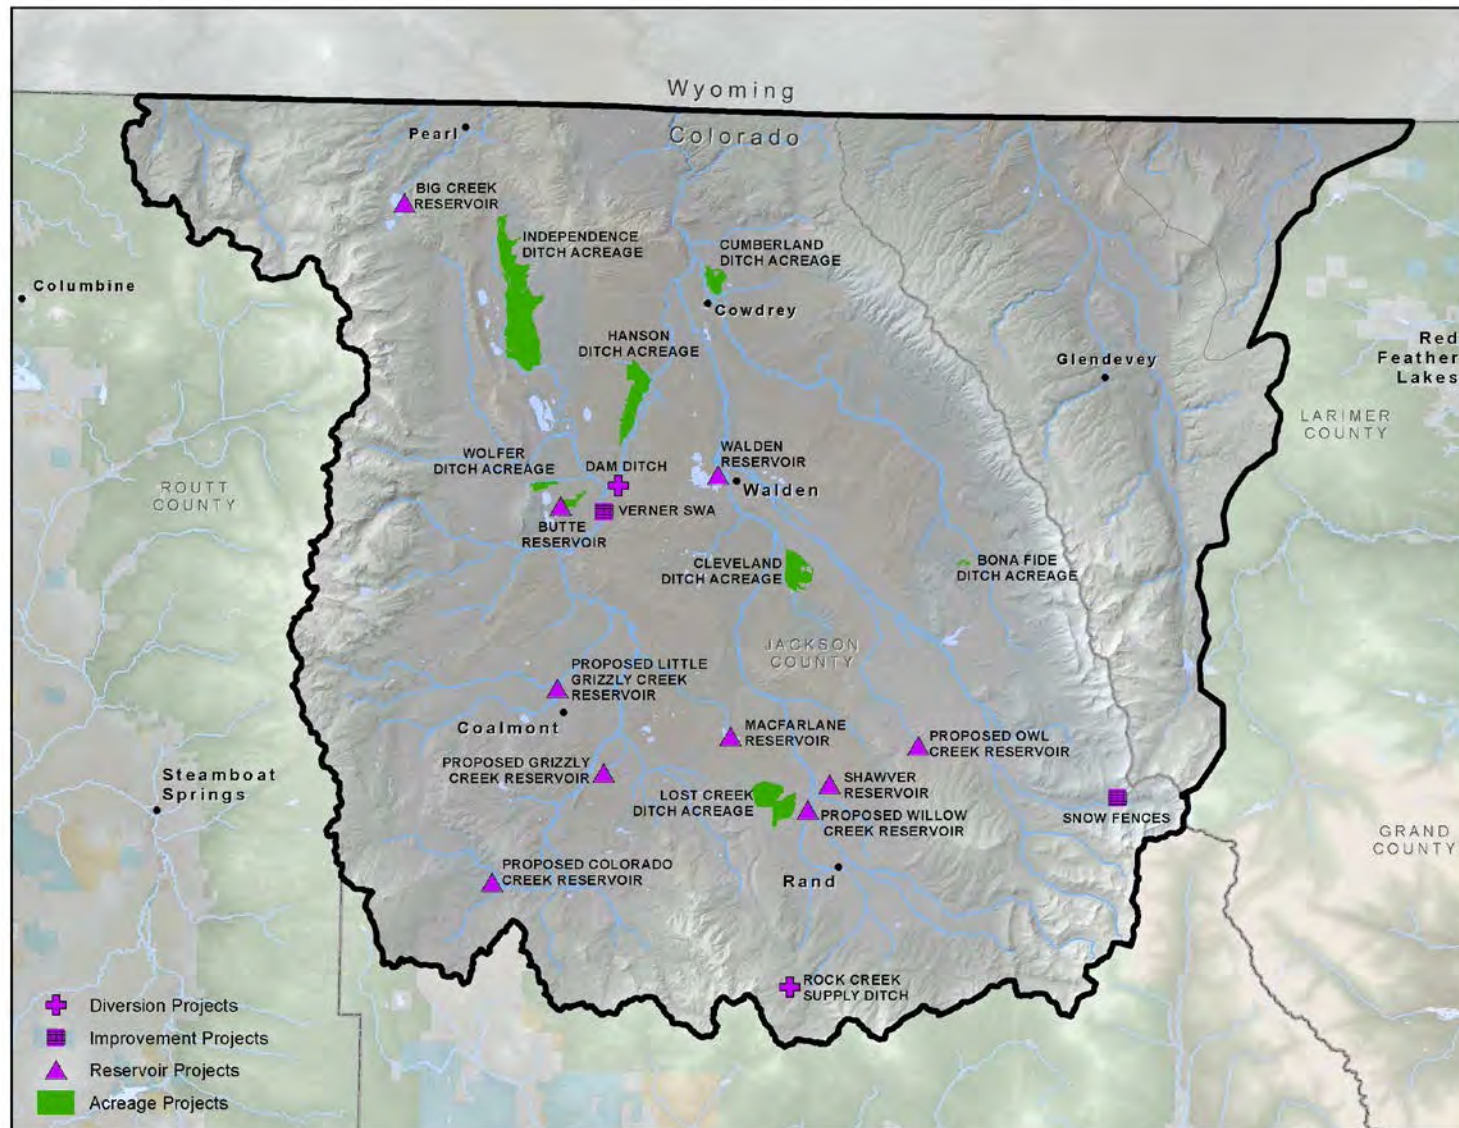 Wyoming
Colorado
Pearl
BIG CREEK
RESERVOIR
INDEPENDENCE
DITCH ACREAGE
CUMBERLAND
DITCH ACREAGE
Columbine
Cowdrey
HANSON
DITCH ACREAGE
Glendevey
Red
Feather
Lakes
LARIMER
COUNTY
WOLFER
DITCH ACREAGE
DAM DITCH
WALDEN
RESERVOIR
Walden
ROUTT
COUNTY
VERNER SWA
BUTTE
RESERVOIR
CLEVELAND
DITCH ACREAGE
BONA FIDE
DITCH ACREAGE
JACKSON
COUNTY
PROPOSED LITTLE
GRIZZLY CREEK
RESERVOIR
Coalmont
MACFARLANE
RESERVOIR
PROPOSED OWL
CREEK RESERVOIR
PROPOSED GRIZZLY
CREEK RESERVOIR
Steamboat
Springs
SHAWVER
RESERVOIR
LOST CREEK
DITCH ACREAGE
PROPOSED WILLOW
CREEK RESERVOIR
SNOW FENCES
GRAND
COUNTY
PROPOSED COLORADO
CREEK RESERVOIR
Rand
ROCK CREEK
SUPPLY DITCH
Diversion Projects
Improvement Projects
Reservoir Projects
Acreage Projects